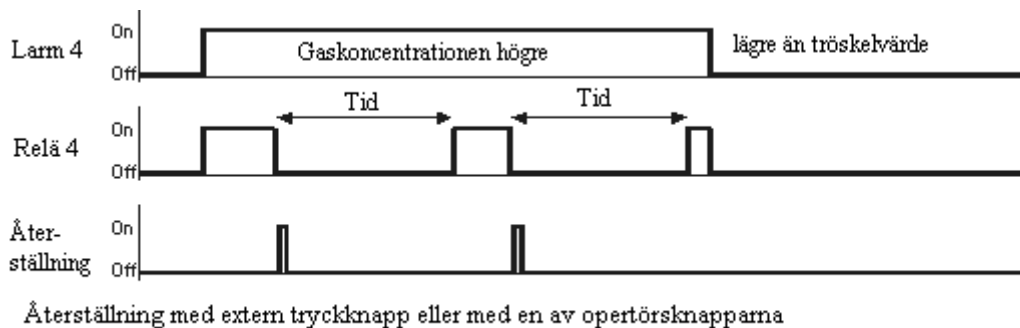 On
Larm 4
Gaskoncentrationen högre
lägre än tröskelvärde
Off
Tid
Tid
On
Relä 4
Off
On
Åter-
ställning
Off
Återställning med extern tryckknapp eller med en av opertörsknapparna